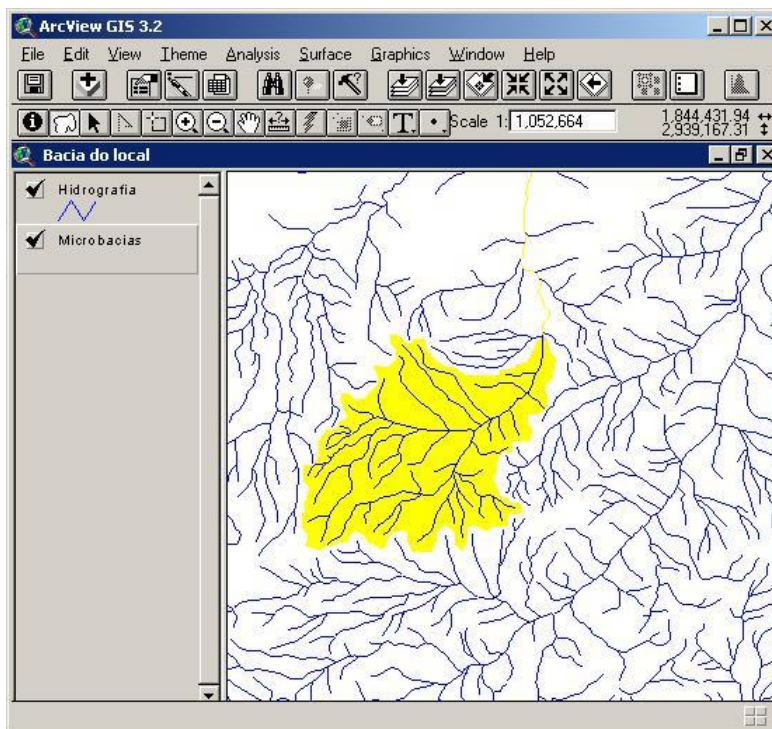 ArcView GIS 3.2
File Edit View Theme Analysis Surface Graphics Window Help
T
Scale 1: 1,052,664
1,844,431.94
2,939,167.31
Bacia do local
Hidrografia
Microbacias